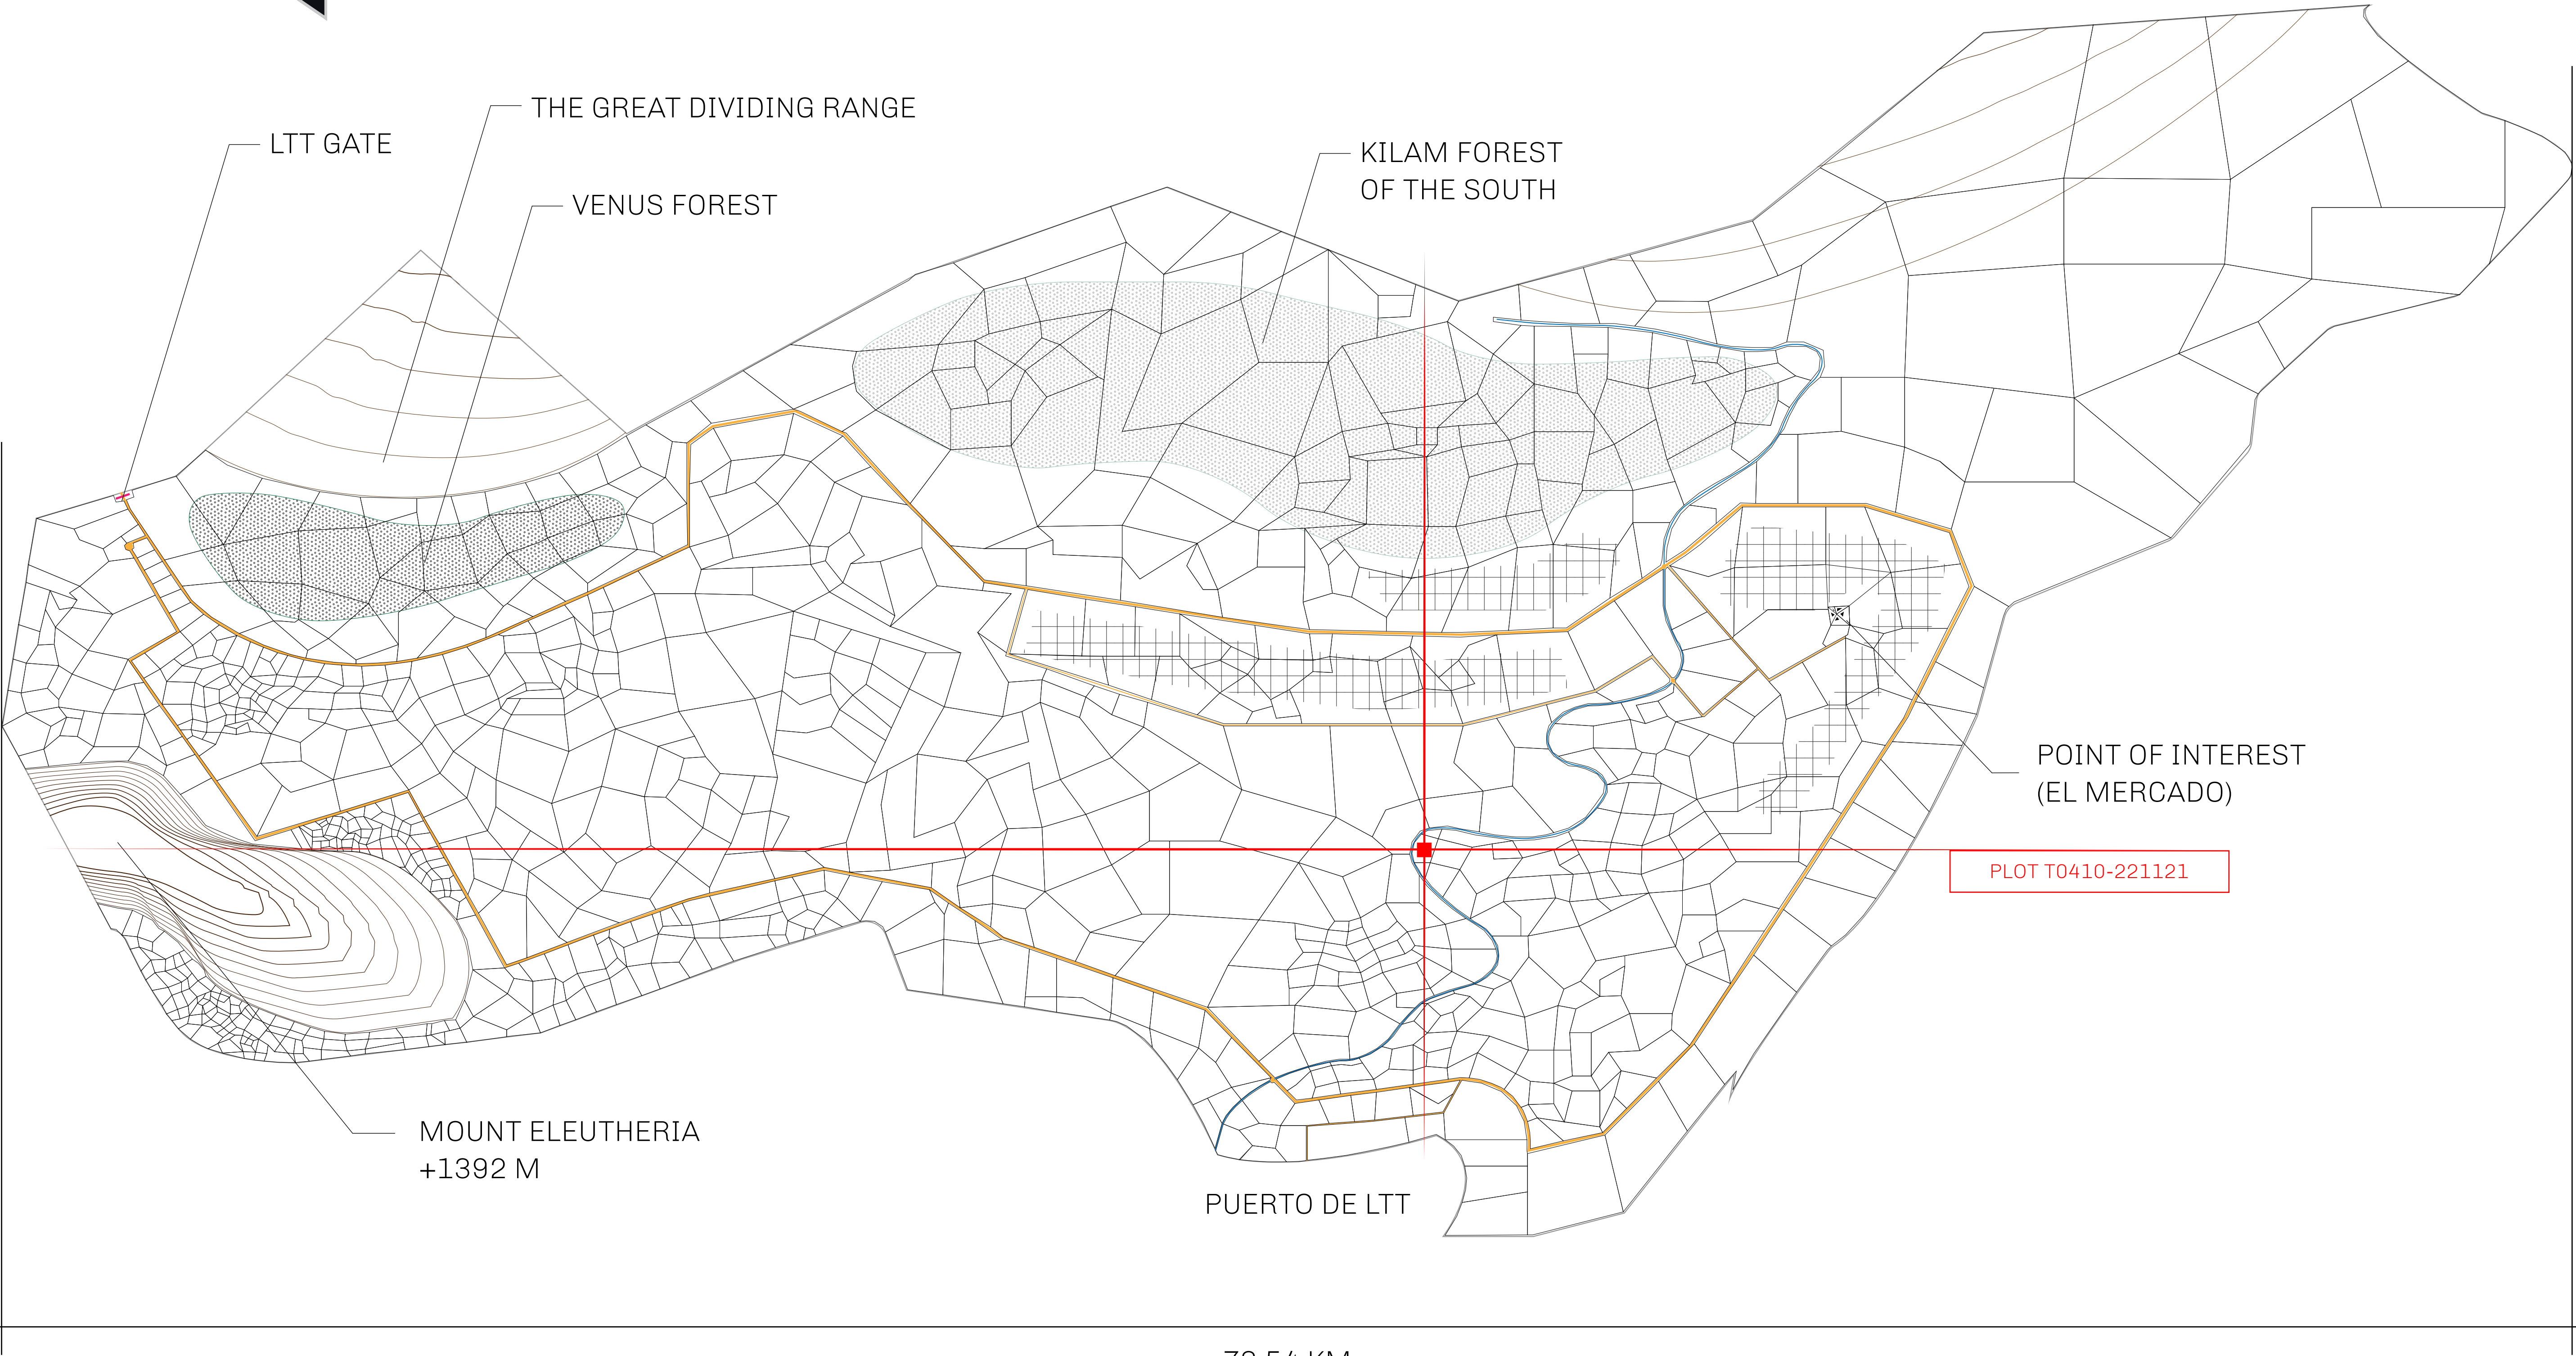 THE GREAT DIVIDING RANGE
LTT GATE
KILAM FOREST
OF THE SOUTH
VENUS FOREST
POINT OF INTEREST
(EL MERCADO)
PLOT T0410-221121
MOUNT ELEUTHERIA
+1392 M
PUERTO DE LTT
KM